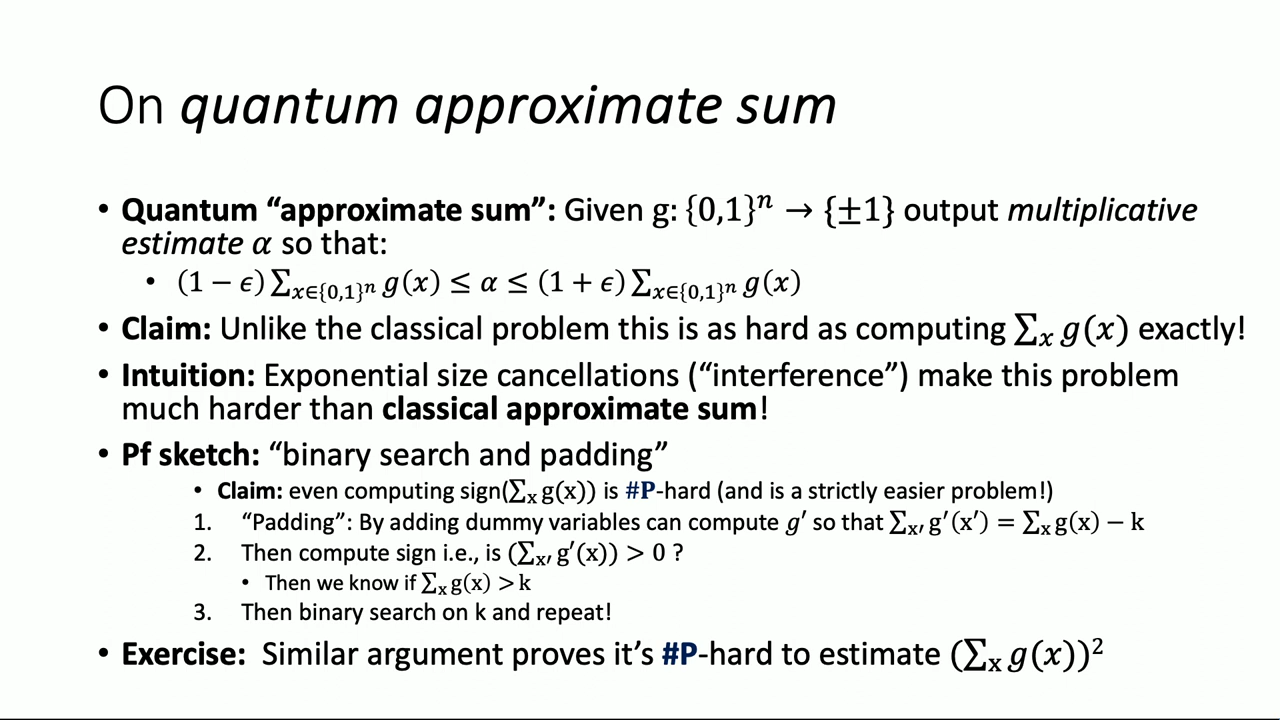 On quantum approximate sum
• Quantum “approximate sum”: Given g: {0,1}ⁿ → {±1} output multiplicative
estimate α so that:
• (1 − ϵ) ∑_{x∈{0,1}ⁿ} g(x) ≤ α ≤ (1 + ϵ) ∑_{x∈{0,1}ⁿ} g(x)
• Claim: Unlike the classical problem this is as hard as computing ∑ₓ g(x) exactly!
• Intuition: Exponential size cancellations (“interference”) make this problem
much harder than classical approximate sum!
• Pf sketch: “binary search and padding”
• Claim: even computing sign(∑ₓ g(x)) is #P-hard (and is a strictly easier problem!)
1. “Padding”: By adding dummy variables can compute g′ so that ∑ₓ′ g′(x′) = ∑ₓ g(x) − k
2. Then compute sign i.e., is (∑ₓ′ g′(x)) > 0 ?
• Then we know if ∑ₓ g(x) > k
3. Then binary search on k and repeat!
• Exercise: Similar argument proves it’s #P-hard to estimate (∑ₓ g(x))²